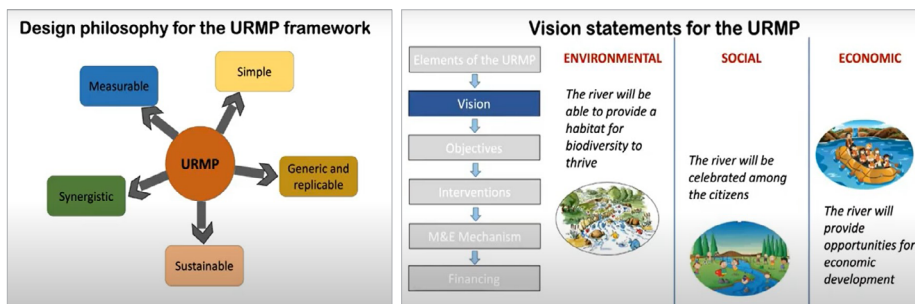 Design philosophy for the URMP framework
Simple
Measurable
URMP
Generic and
replicable
Synergistic
Sustainable
Vision statements for the URMP
Elements of the URMP
Vision
Objectives
Interventions
M&E Mechanism
Financing
ENVIRONMENTAL
The river will be
able to provide a
habitat for
biodiversity to
thrive
SOCIAL
The river will be
celebrated among
the citizens
ECONOMIC
The river will
provide
opportunities for
economic
development